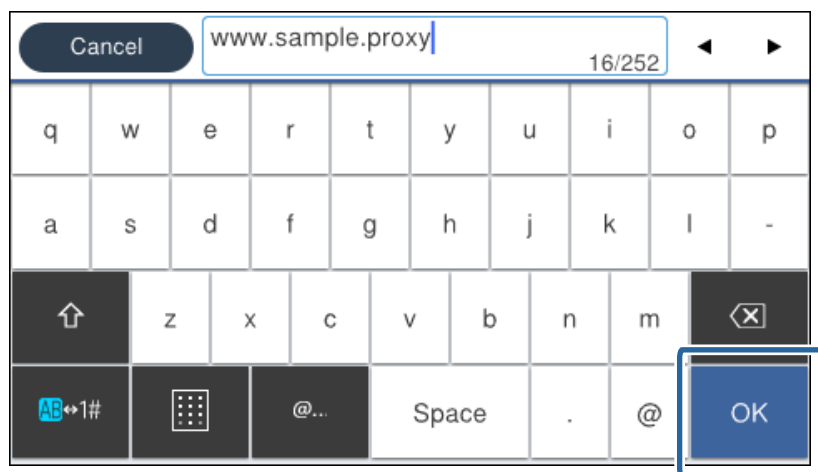 Cancel www.sample.proxy
16/252
q w e r t y u i o p
a s d f g h j k l -
z x c v b n m
AB↔1# @... Space . @ OK